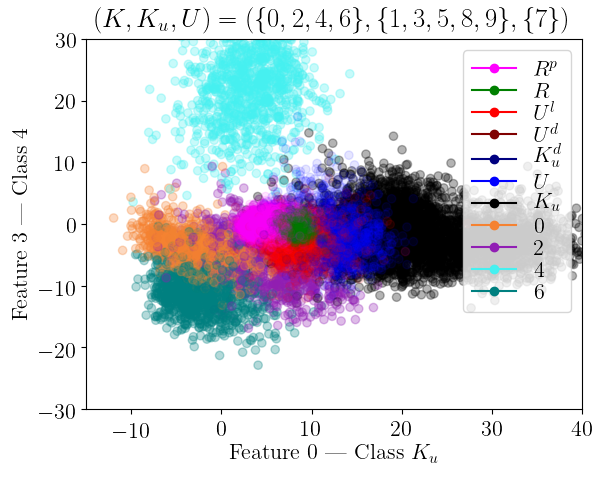 (K, K_u, U) = ({0, 2, 4, 6}, {1, 3, 5, 8, 9}, {7})
Feature 3 — Class 4
30
20
10
0
−10
−20
−30
R^p
R
U^l
U^d
K_u^d
U
K_u
0
2
4
6
−10
0
10
20
30
40
Feature 0 — Class K_u